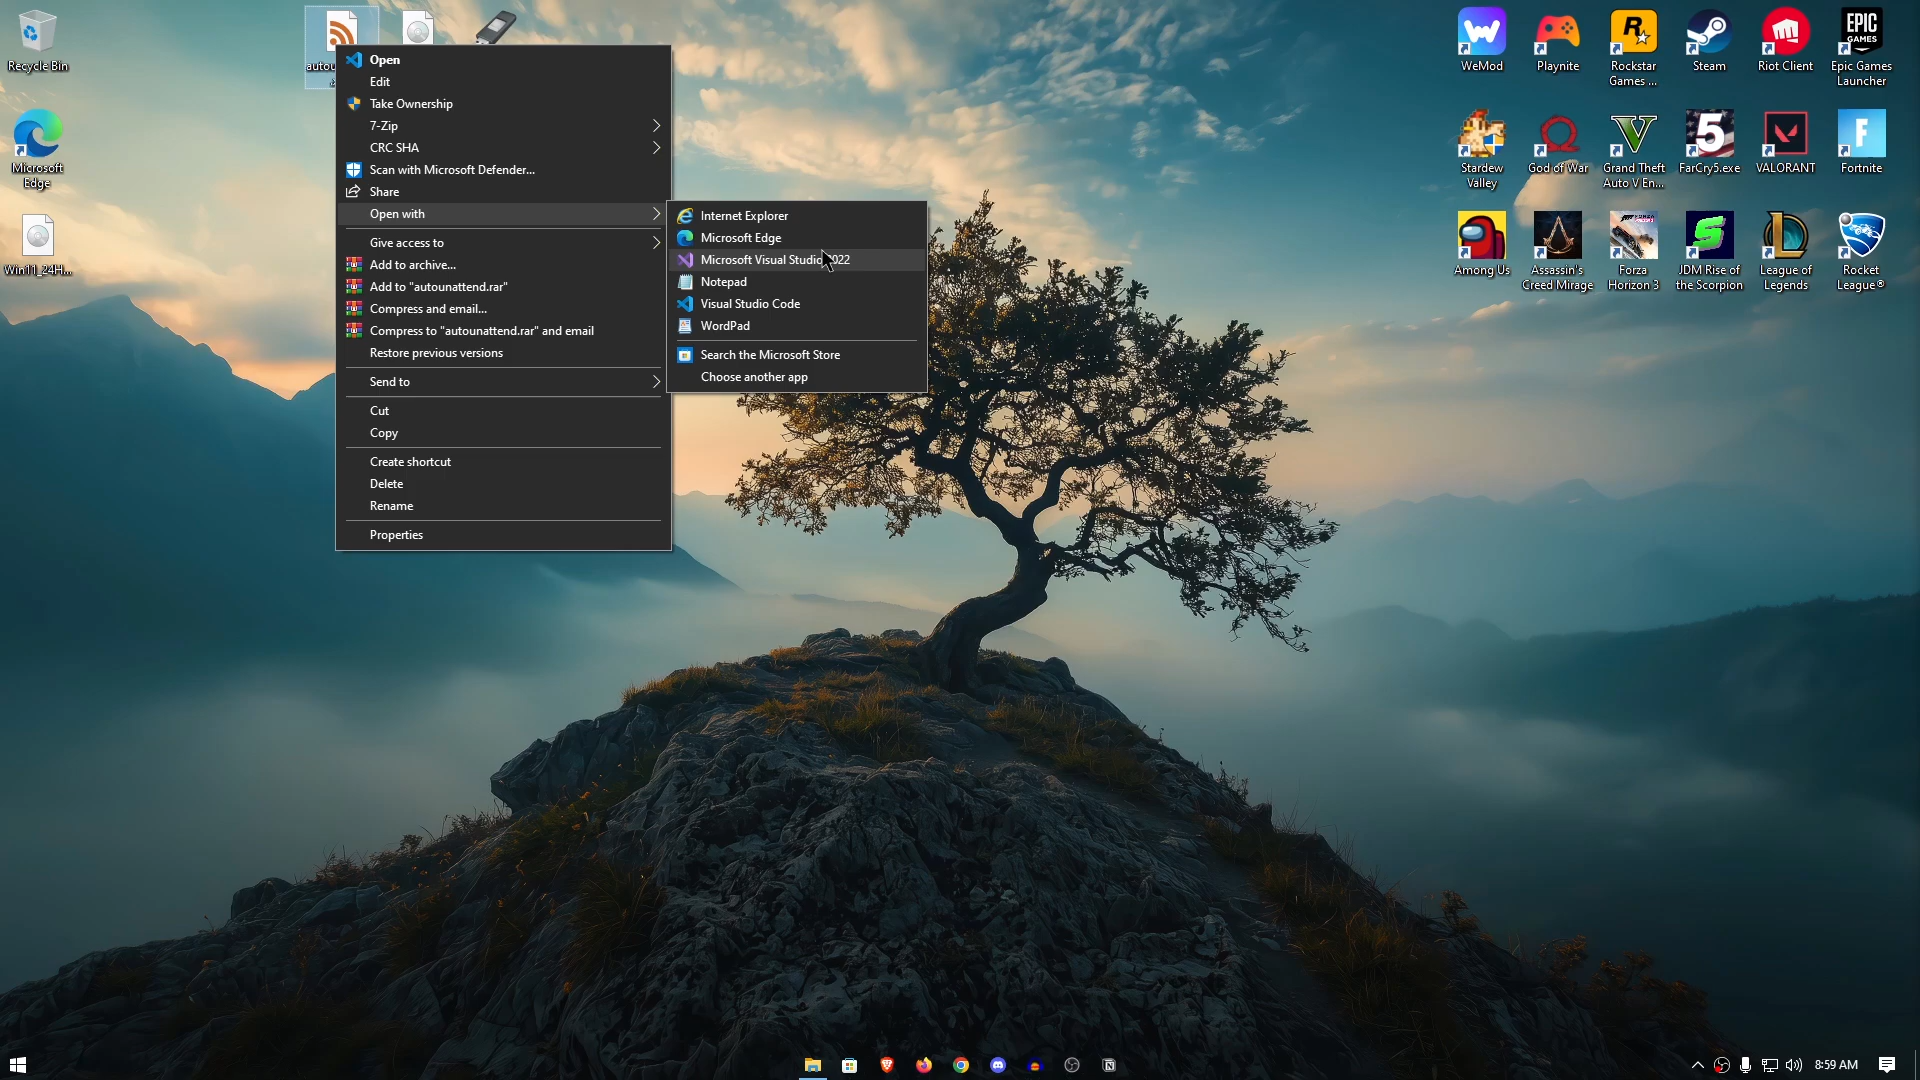 Recycle Bin
Microsoft
Edge
Win11_24H...
autou
Open
Edit
Take Ownership
7-Zip
CRC SHA
Scan with Microsoft Defender...
Share
Open with
Give access to
Add to archive...
Add to "autounattend.rar"
Compress and email...
Compress to "autounattend.rar" and email
Restore previous versions
Send to
Cut
Copy
Create shortcut
Delete
Rename
Properties
Internet Explorer
Microsoft Edge
Microsoft Visual Studio 2022
Notepad
Visual Studio Code
WordPad
Search the Microsoft Store
Choose another app
WeMod
Playnite
R
Rockstar
Games ...
Steam
Riot Client
EPIC
GAMES
Epic Games
Launcher
Stardew
Valley
God of War
V
Grand Theft
Auto V En...
5
FarCry5.exe
VALORANT
F
Fortnite
Among Us
Assassin's
Creed Mirage
Forza
Horizon 3
S
JDM Rise of
the Scorpion
League of
Legends
Rocket
League®
8:59 AM